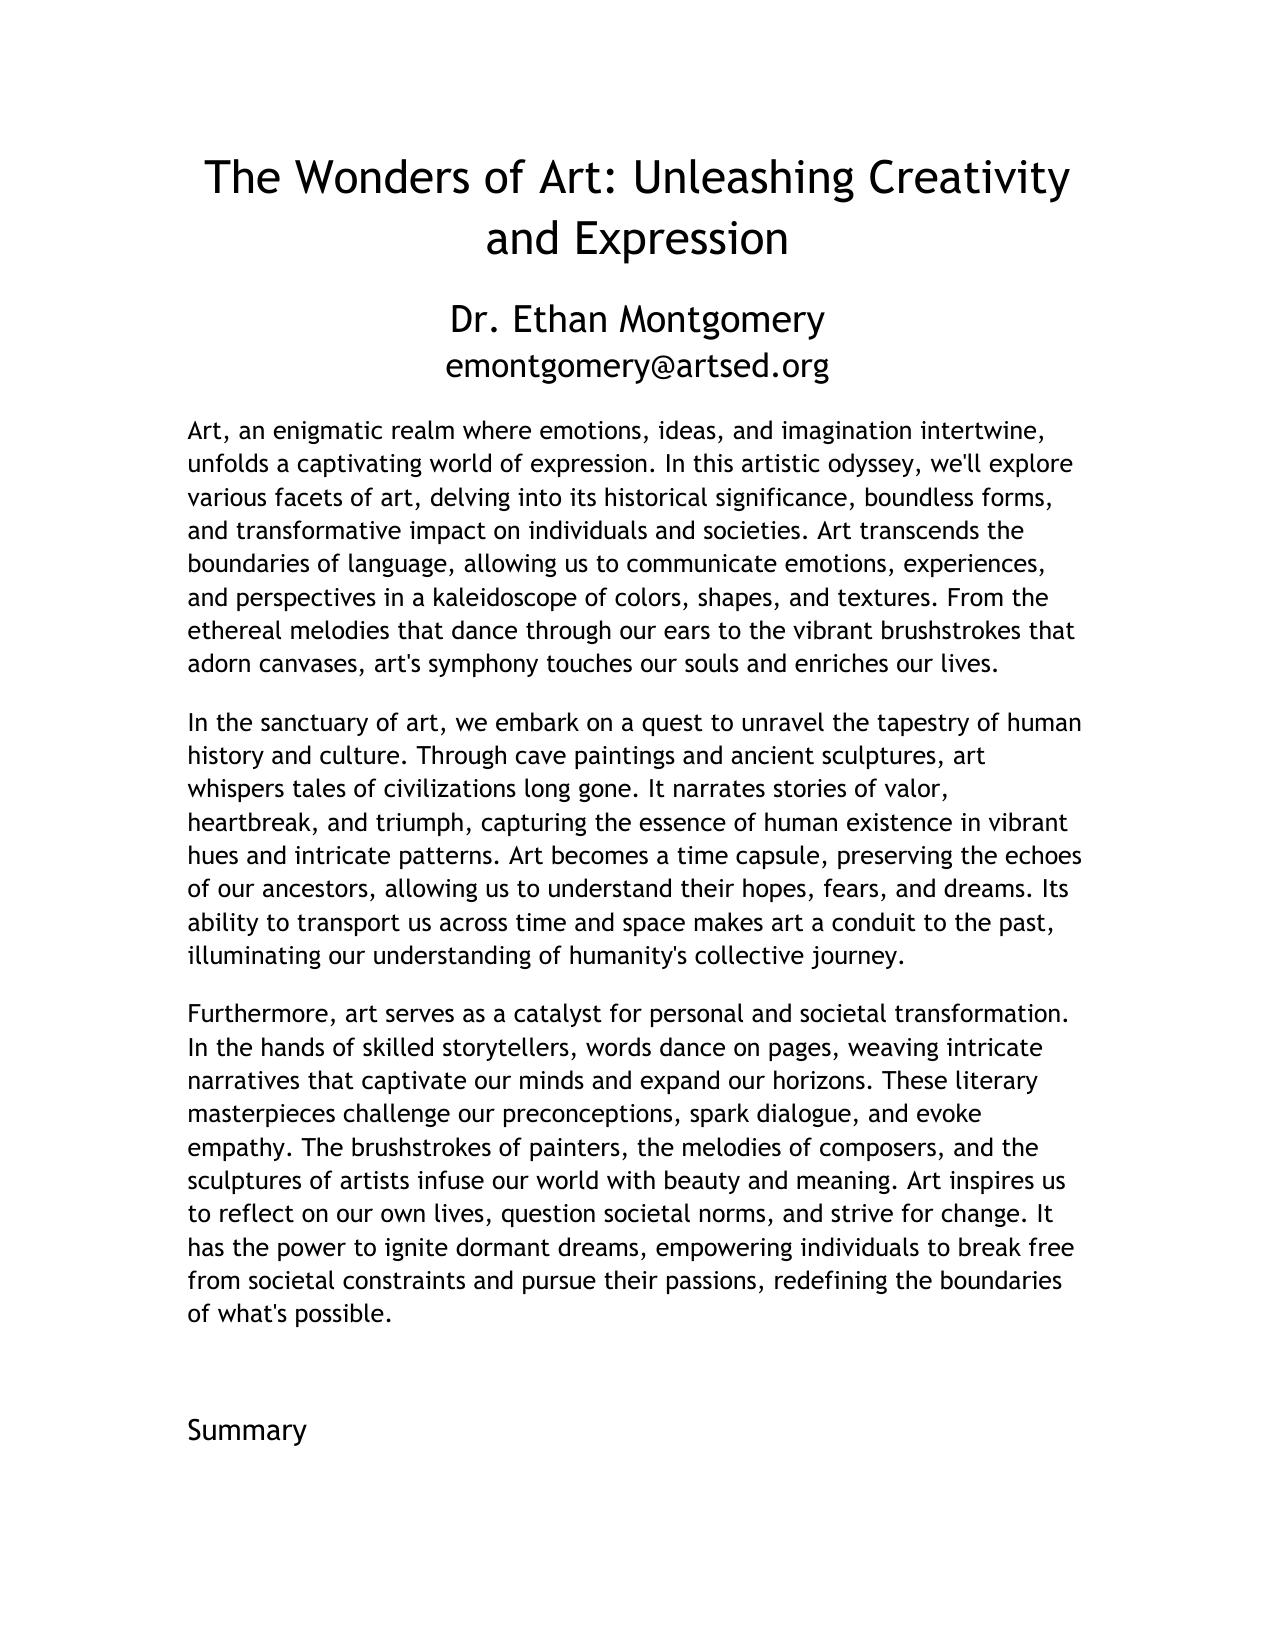 The Wonders of Art: Unleashing Creativity
and Expression
Dr. Ethan Montgomery
emontgomery@artsed.org
Art, an enigmatic realm where emotions, ideas, and imagination intertwine,
unfolds a captivating world of expression. In this artistic odyssey, we'll explore
various facets of art, delving into its historical significance, boundless forms,
and transformative impact on individuals and societies. Art transcends the
boundaries of language, allowing us to communicate emotions, experiences,
and perspectives in a kaleidoscope of colors, shapes, and textures. From the
ethereal melodies that dance through our ears to the vibrant brushstrokes that
adorn canvases, art's symphony touches our souls and enriches our lives.
In the sanctuary of art, we embark on a quest to unravel the tapestry of human
history and culture. Through cave paintings and ancient sculptures, art
whispers tales of civilizations long gone. It narrates stories of valor,
heartbreak, and triumph, capturing the essence of human existence in vibrant
hues and intricate patterns. Art becomes a time capsule, preserving the echoes
of our ancestors, allowing us to understand their hopes, fears, and dreams. Its
ability to transport us across time and space makes art a conduit to the past,
illuminating our understanding of humanity's collective journey.
Furthermore, art serves as a catalyst for personal and societal transformation.
In the hands of skilled storytellers, words dance on pages, weaving intricate
narratives that captivate our minds and expand our horizons. These literary
masterpieces challenge our preconceptions, spark dialogue, and evoke
empathy. The brushstrokes of painters, the melodies of composers, and the
sculptures of artists infuse our world with beauty and meaning. Art inspires us
to reflect on our own lives, question societal norms, and strive for change. It
has the power to ignite dormant dreams, empowering individuals to break free
from societal constraints and pursue their passions, redefining the boundaries
of what's possible.
Summary